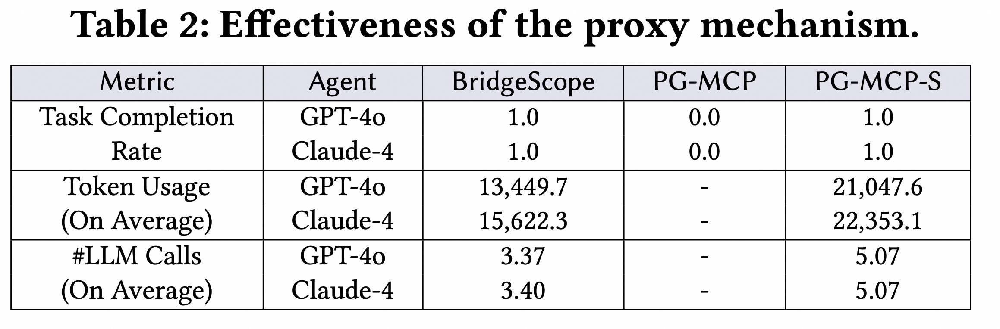 Table 2: Effectiveness of the proxy mechanism.
Metric Agent BridgeScope PG-MCP PG-MCP-S
Task Completion GPT-4o 1.0 0.0 1.0
Rate Claude-4 1.0 0.0 1.0
Token Usage GPT-4o 13,449.7 - 21,047.6
(On Average) Claude-4 15,622.3 - 22,353.1
#LLM Calls GPT-4o 3.37 - 5.07
(On Average) Claude-4 3.40 - 5.07